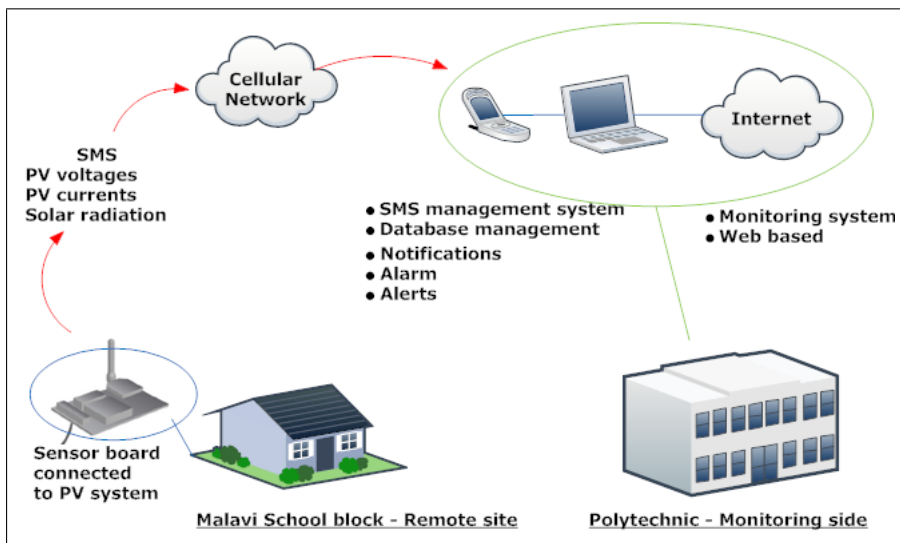 Cellular
Network
Internet
SMS
PV voltages
PV currents
Solar radiation
● SMS management system
● Database management
● Notifications
● Alarm
● Alerts
● Monitoring system
● Web based
Sensor board
connected
to PV system
Malavi School block - Remote site
Polytechnic - Monitoring side